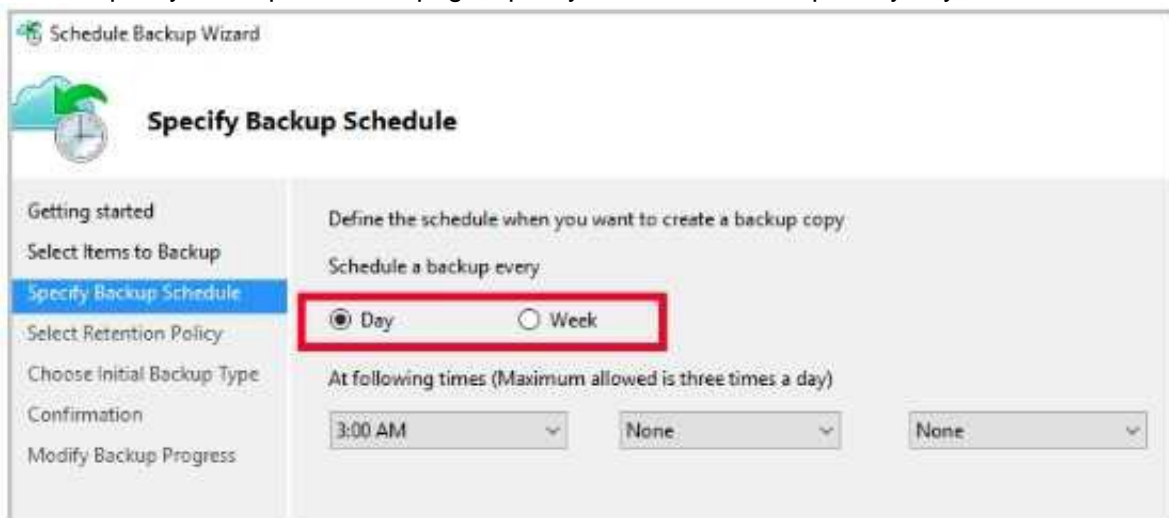 Schedule Backup Wizard
Specify Backup Schedule
Getting started
Select Items to Backup
Specify Backup Schedule
Select Retention Policy
Choose Initial Backup Type
Confirmation
Modify Backup Progress
Define the schedule when you want to create a backup copy
Schedule a backup every
Day Week
At following times (Maximum allowed is three times a day)
3:00 AM None None